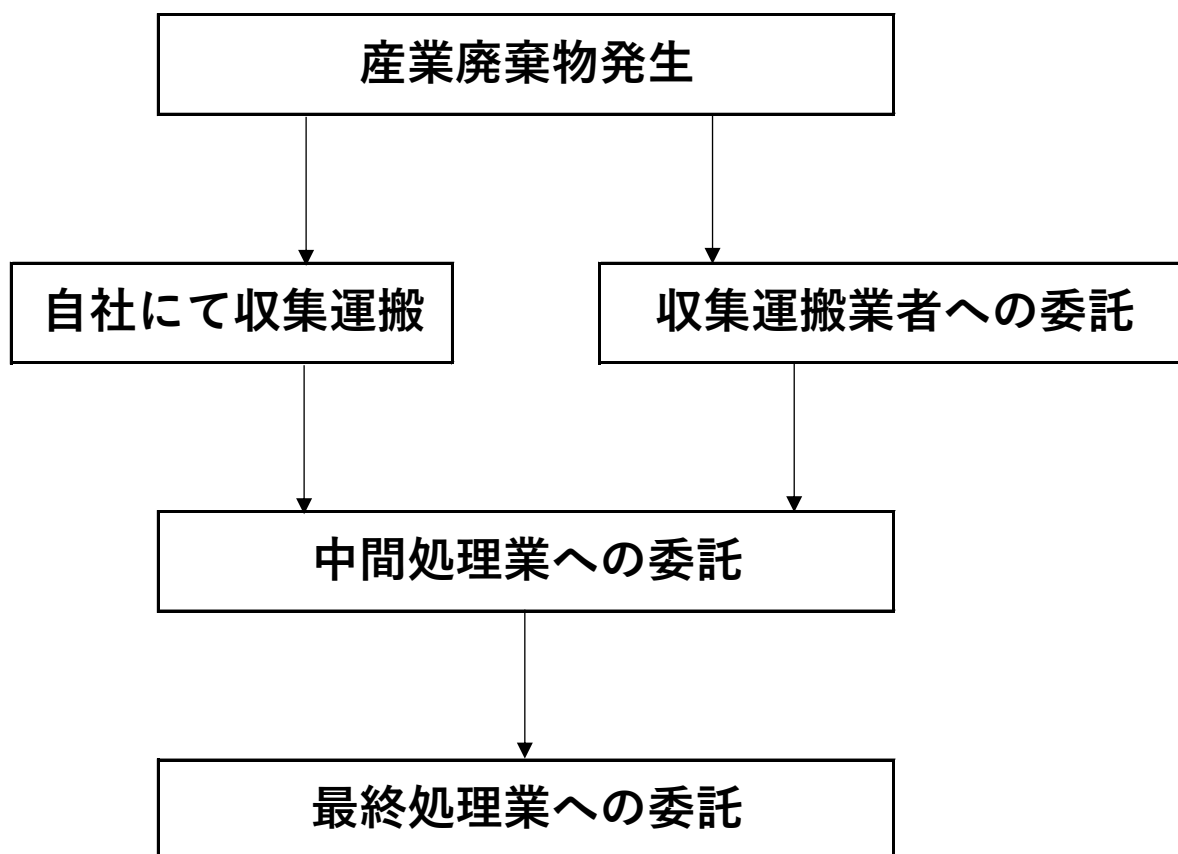 産業廃棄物発生
自社にて収集運搬
収集運搬業者への委託
中間処理業への委託
最終処理業への委託